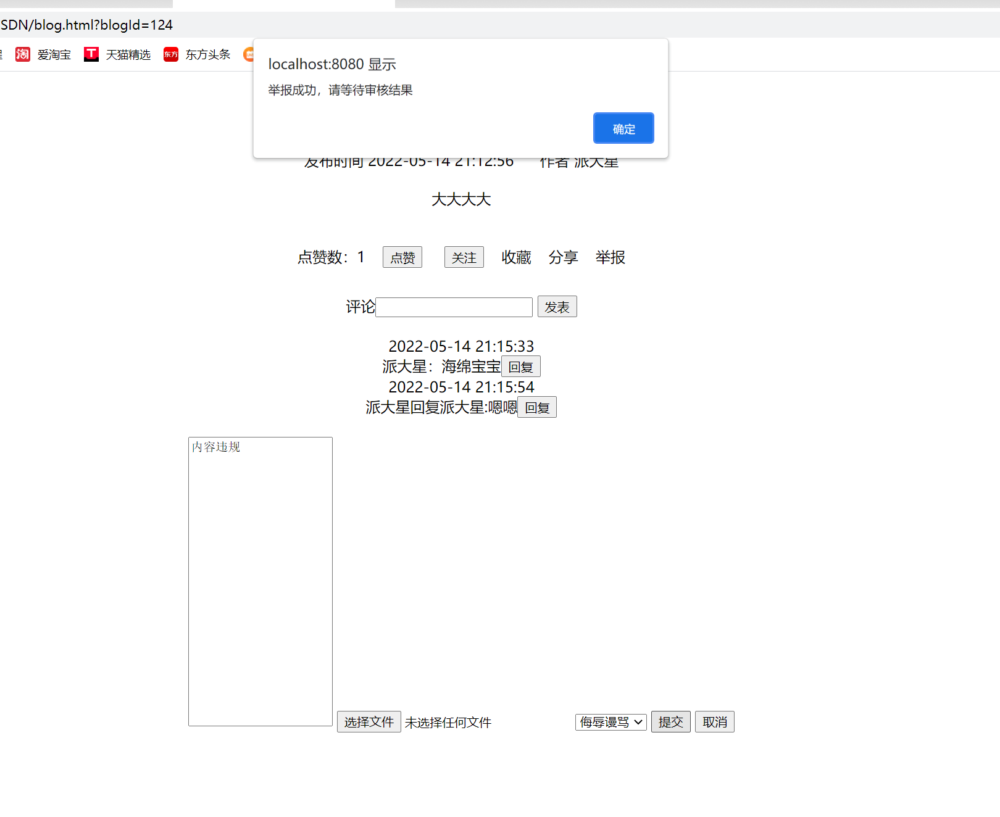 SDN/blog.html?blogId=124
淘 爱淘宝 T 天猫精选 东方 东方头条
localhost:8080 显示
举报成功，请等待审核结果
确定
发布时间 2022-05-14 21:12:56 作者 派大星
大大大大
点赞数：1 点赞 关注 收藏 分享 举报
评论 发表
2022-05-14 21:15:33
派大星：海绵宝宝 回复
2022-05-14 21:15:54
派大星回复派大星:嗯嗯 回复
内容违规
选择文件 未选择任何文件 侮辱谩骂 提交 取消